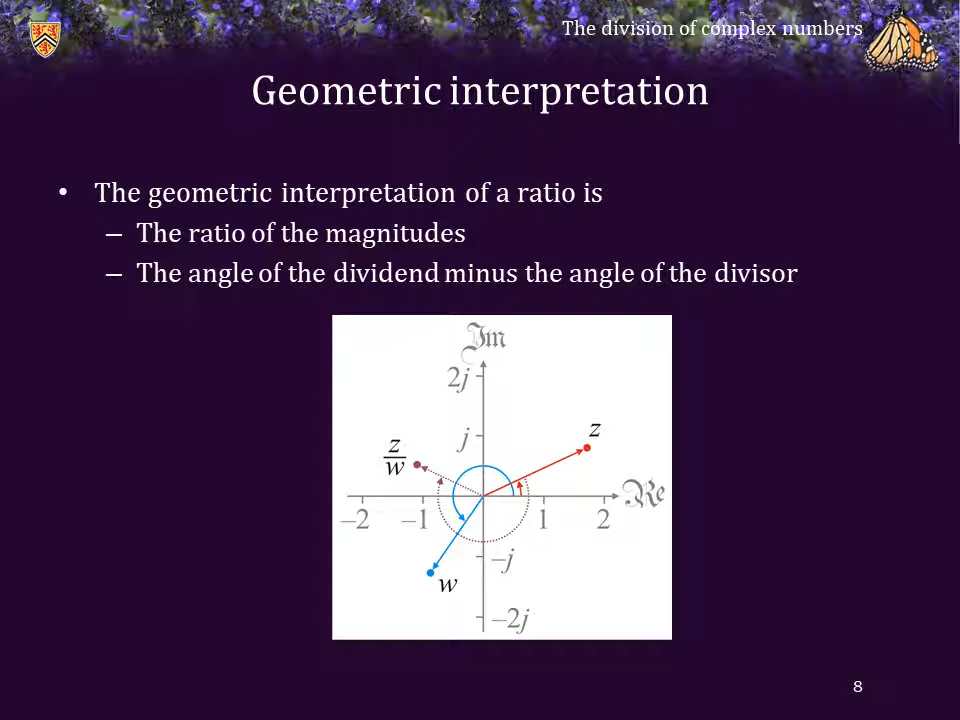 The division of complex numbers
Geometric interpretation
• The geometric interpretation of a ratio is
– The ratio of the magnitudes
– The angle of the dividend minus the angle of the divisor
ℑm
2j
j
z
z
w
ℜe
–2
–1
1
2
–j
w
–2j
8